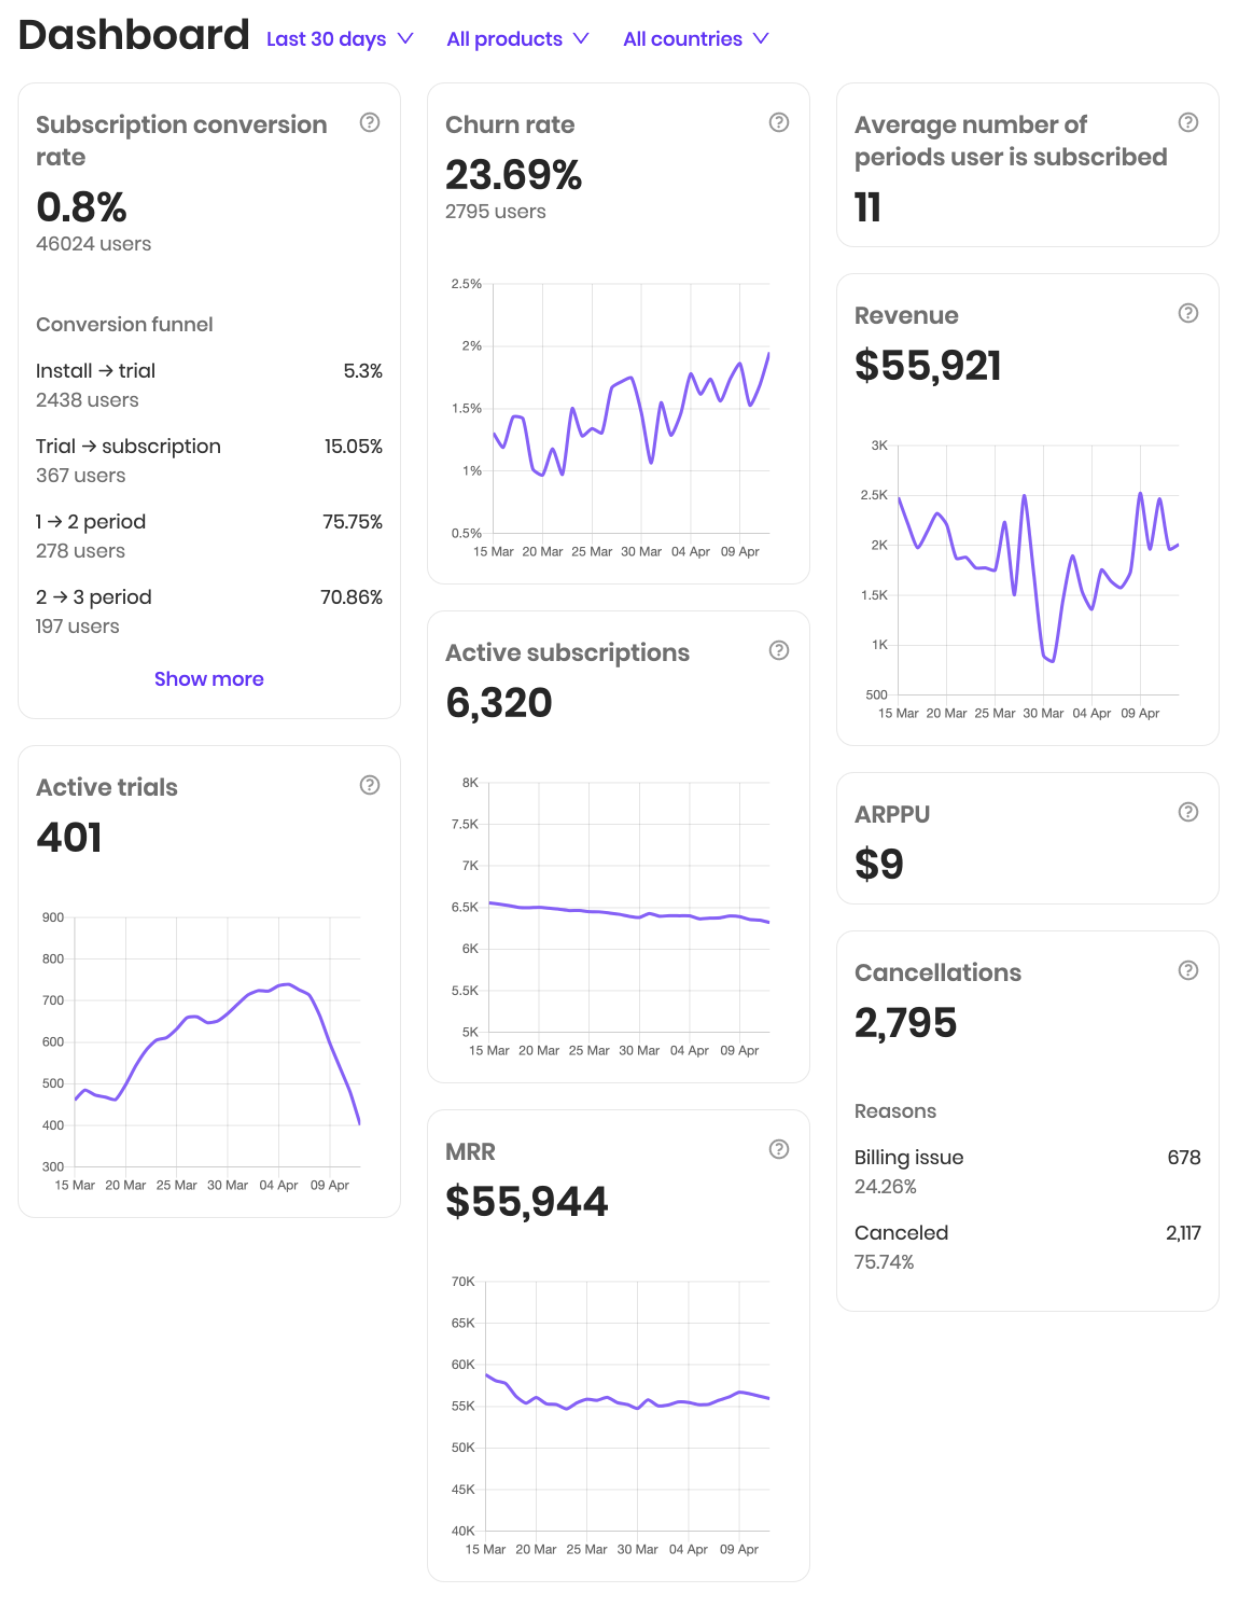 Dashboard
Last 30 days
All products
All countries
Subscription conversion
rate
0.8%
46024 users
Conversion funnel
Install → trial 5.3%
2438 users
Trial → subscription 15.05%
367 users
1 → 2 period 75.75%
278 users
2 → 3 period 70.86%
197 users
Show more
Active trials
401
900
800
700
600
500
400
300
15 Mar 20 Mar 25 Mar 30 Mar 04 Apr 09 Apr
Churn rate
23.69%
2795 users
2.5%
2%
1.5%
1%
0.5%
15 Mar 20 Mar 25 Mar 30 Mar 04 Apr 09 Apr
Active subscriptions
6,320
8K
7.5K
7K
6.5K
6K
5.5K
5K
15 Mar 20 Mar 25 Mar 30 Mar 04 Apr 09 Apr
MRR
$55,944
70K
65K
60K
55K
50K
45K
40K
15 Mar 20 Mar 25 Mar 30 Mar 04 Apr 09 Apr
Average number of
periods user is subscribed
11
Revenue
$55,921
3K
2.5K
2K
1.5K
1K
500
15 Mar 20 Mar 25 Mar 30 Mar 04 Apr 09 Apr
ARPPU
$9
Cancellations
2,795
Reasons
Billing issue 678
24.26%
Canceled 2,117
75.74%